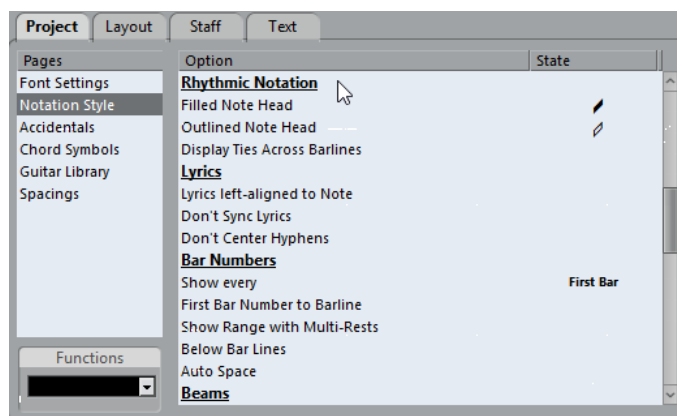 Project Layout Staff Text
Pages Option State
Font Settings
Notation Style
Accidentals
Chord Symbols
Guitar Library
Spacings
Functions
Rhythmic Notation
Filled Note Head
Outlined Note Head
Display Ties Across Barlines
Lyrics
Lyrics left-aligned to Note
Don't Sync Lyrics
Don't Center Hyphens
Bar Numbers
Show every First Bar
First Bar Number to Barline
Show Range with Multi-Rests
Below Bar Lines
Auto Space
Beams